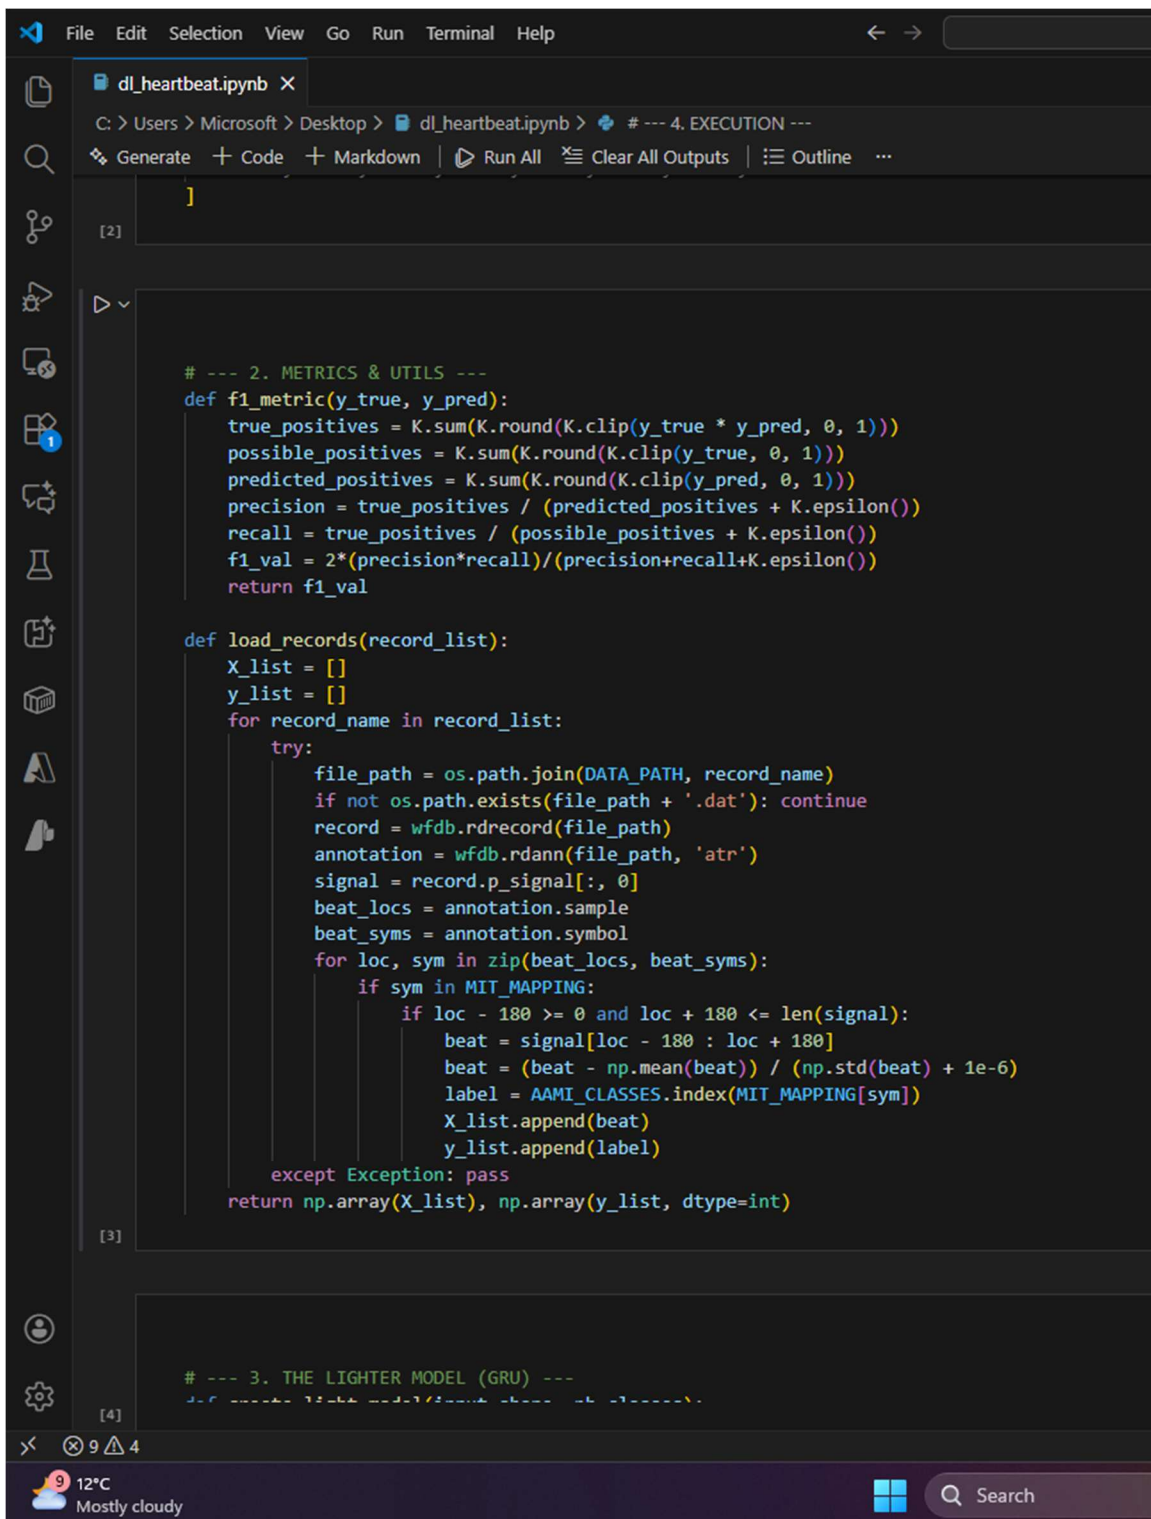 File Edit Selection View Go Run Terminal Help
dl_heartbeat.ipynb
C: > Users > Microsoft > Desktop > dl_heartbeat.ipynb > # --- 4. EXECUTION ---
Generate + Code + Markdown | Run All Clear All Outputs | Outline ...
]
[2]
# --- 2. METRICS & UTILS ---
def f1_metric(y_true, y_pred):
    true_positives = K.sum(K.round(K.clip(y_true * y_pred, 0, 1)))
    possible_positives = K.sum(K.round(K.clip(y_true, 0, 1)))
    predicted_positives = K.sum(K.round(K.clip(y_pred, 0, 1)))
    precision = true_positives / (predicted_positives + K.epsilon())
    recall = true_positives / (possible_positives + K.epsilon())
    f1_val = 2*(precision*recall)/(precision+recall+K.epsilon())
    return f1_val
def load_records(record_list):
    X_list = []
    y_list = []
    for record_name in record_list:
        try:
            file_path = os.path.join(DATA_PATH, record_name)
            if not os.path.exists(file_path + '.dat'): continue
            record = wfdb.rdrecord(file_path)
            annotation = wfdb.rdann(file_path, 'atr')
            signal = record.p_signal[:, 0]
            beat_locs = annotation.sample
            beat_syms = annotation.symbol
            for loc, sym in zip(beat_locs, beat_syms):
                if sym in MIT_MAPPING:
                    if loc - 180 >= 0 and loc + 180 <= len(signal):
                        beat = signal[loc - 180 : loc + 180]
                        beat = (beat - np.mean(beat)) / (np.std(beat) + 1e-6)
                        label = AAMI_CLASSES.index(MIT_MAPPING[sym])
                        X_list.append(beat)
                        y_list.append(label)
        except Exception: pass
    return np.array(X_list), np.array(y_list, dtype=int)
[3]
# --- 3. THE LIGHTER MODEL (GRU) ---
def create_light_model(input_shape, nb_classes):
[4]
1
9 4
9
12°C
Mostly cloudy
Search